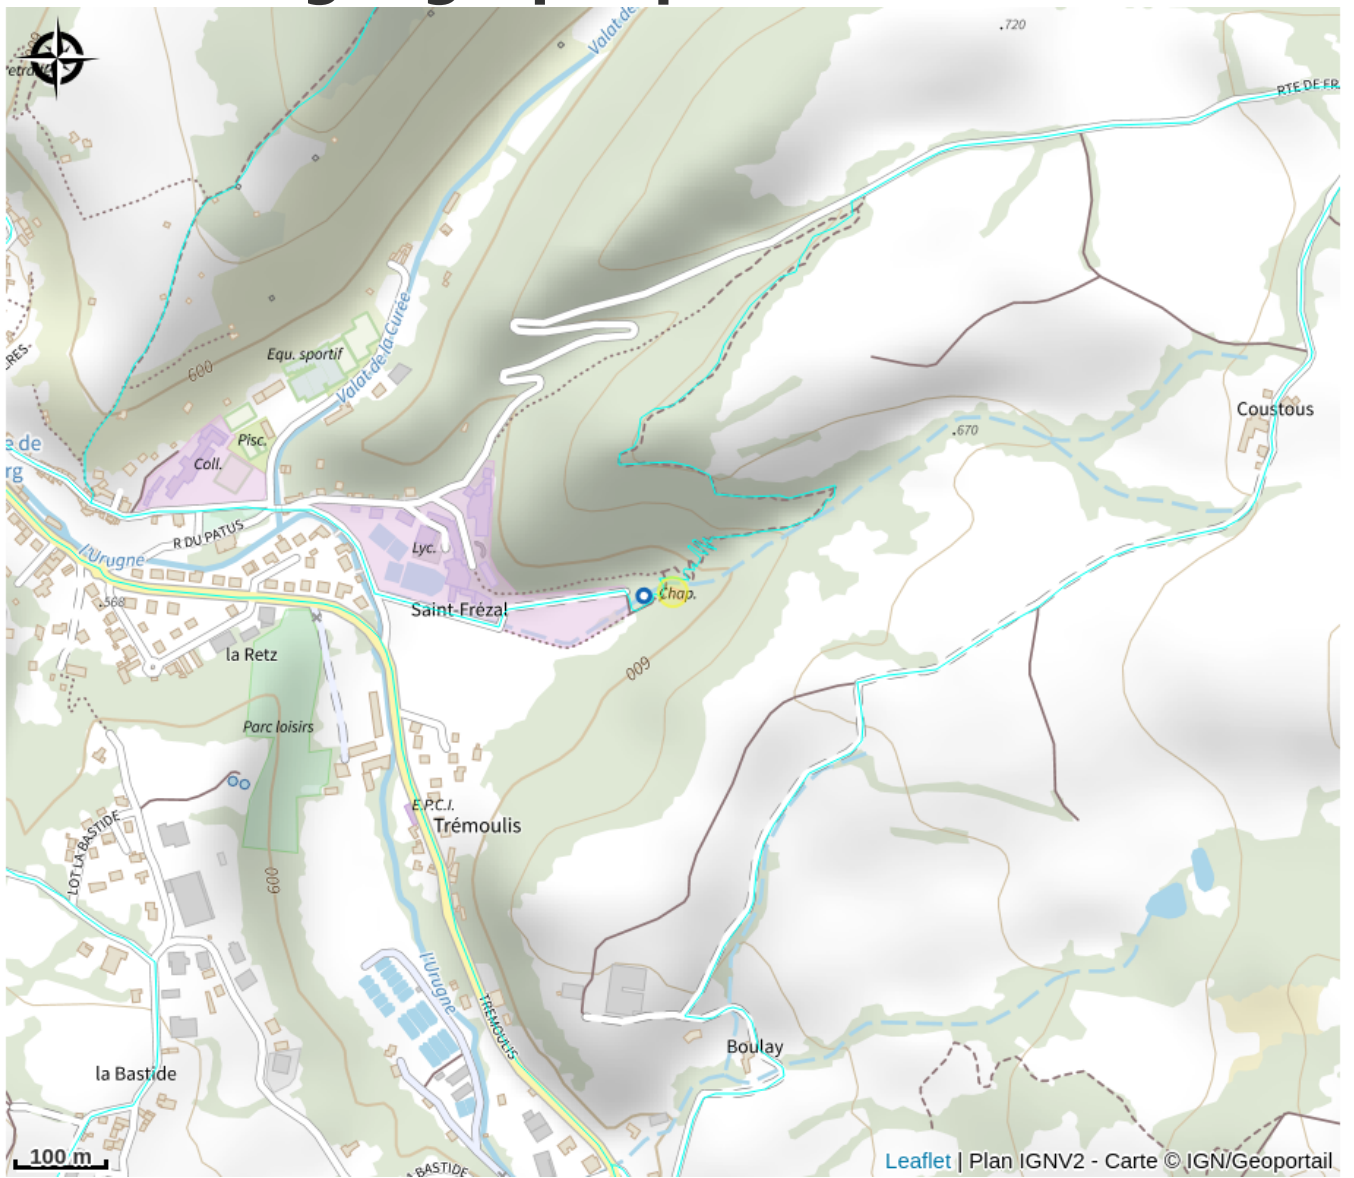 Valat de
.720
RTE DE FR
600
Equ. sportif
Valat de la Curée
Pisc.
Coll.
.670
Coustous
e de
rg
R DU PATUS
l'Urugne
Lyc.
Chap.
.568
Saint-Frézal
la Retz
600
Parc loisirs
E.P.C.I.
Trémoulis
LOT LA BASTIDE
600
l'Urugne
TREMOULIS
Boulay
la Bastide
100 m
A BASTIDE
Leaflet | Plan IGNV2 - Carte © IGN/Geoportail